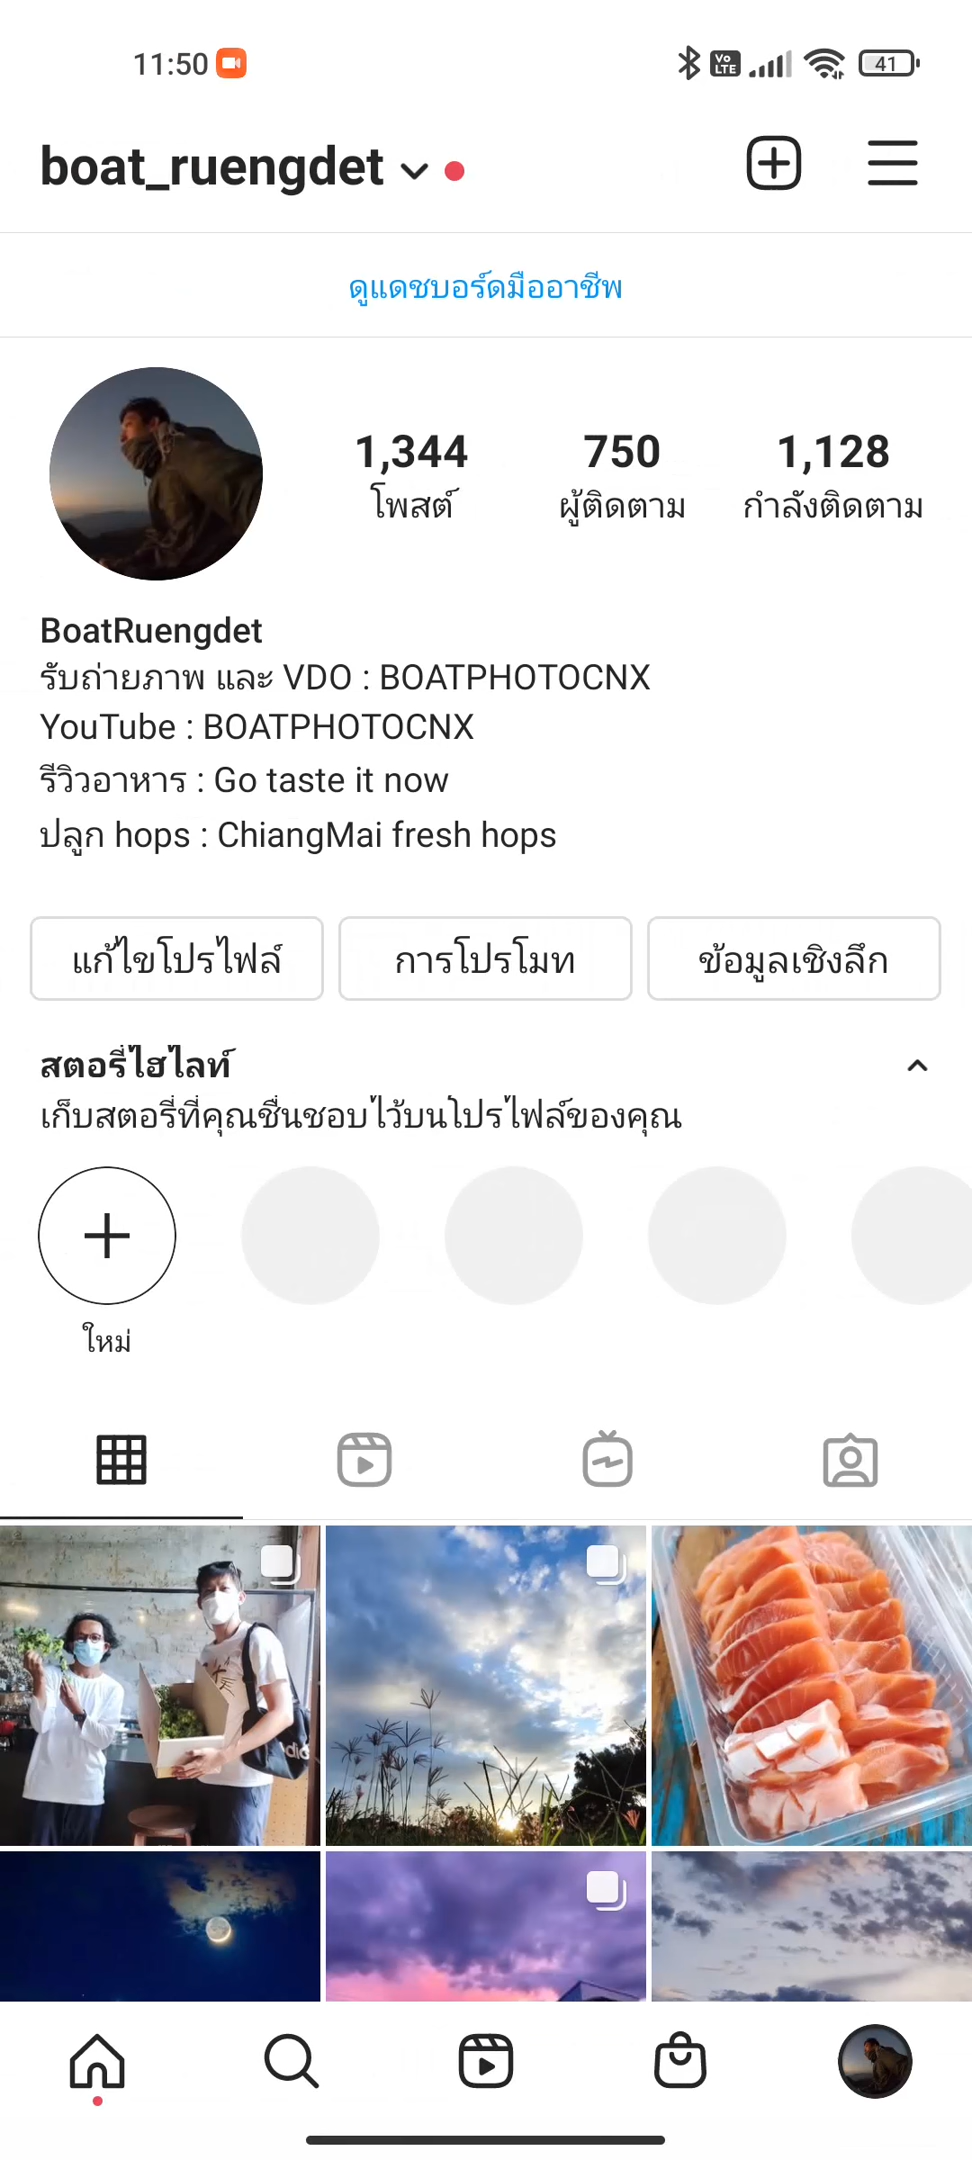 11:50
Vo LTE 41
boat_ruengdet
ดูแดชบอร์ดมืออาชีพ
1,344 750 1,128
โพสต์ ผู้ติดตาม กำลังติดตาม
BoatRuengdet
รับถ่ายภาพ และ VDO : BOATPHOTOCNX
YouTube : BOATPHOTOCNX
รีวิวอาหาร : Go taste it now
ปลูก hops : ChiangMai fresh hops
แก้ไขโปรไฟล์ การโปรโมท ข้อมูลเชิงลึก
สตอรี่ไฮไลท์
เก็บสตอรี่ที่คุณชื่นชอบไว้บนโปรไฟล์ของคุณ
ใหม่